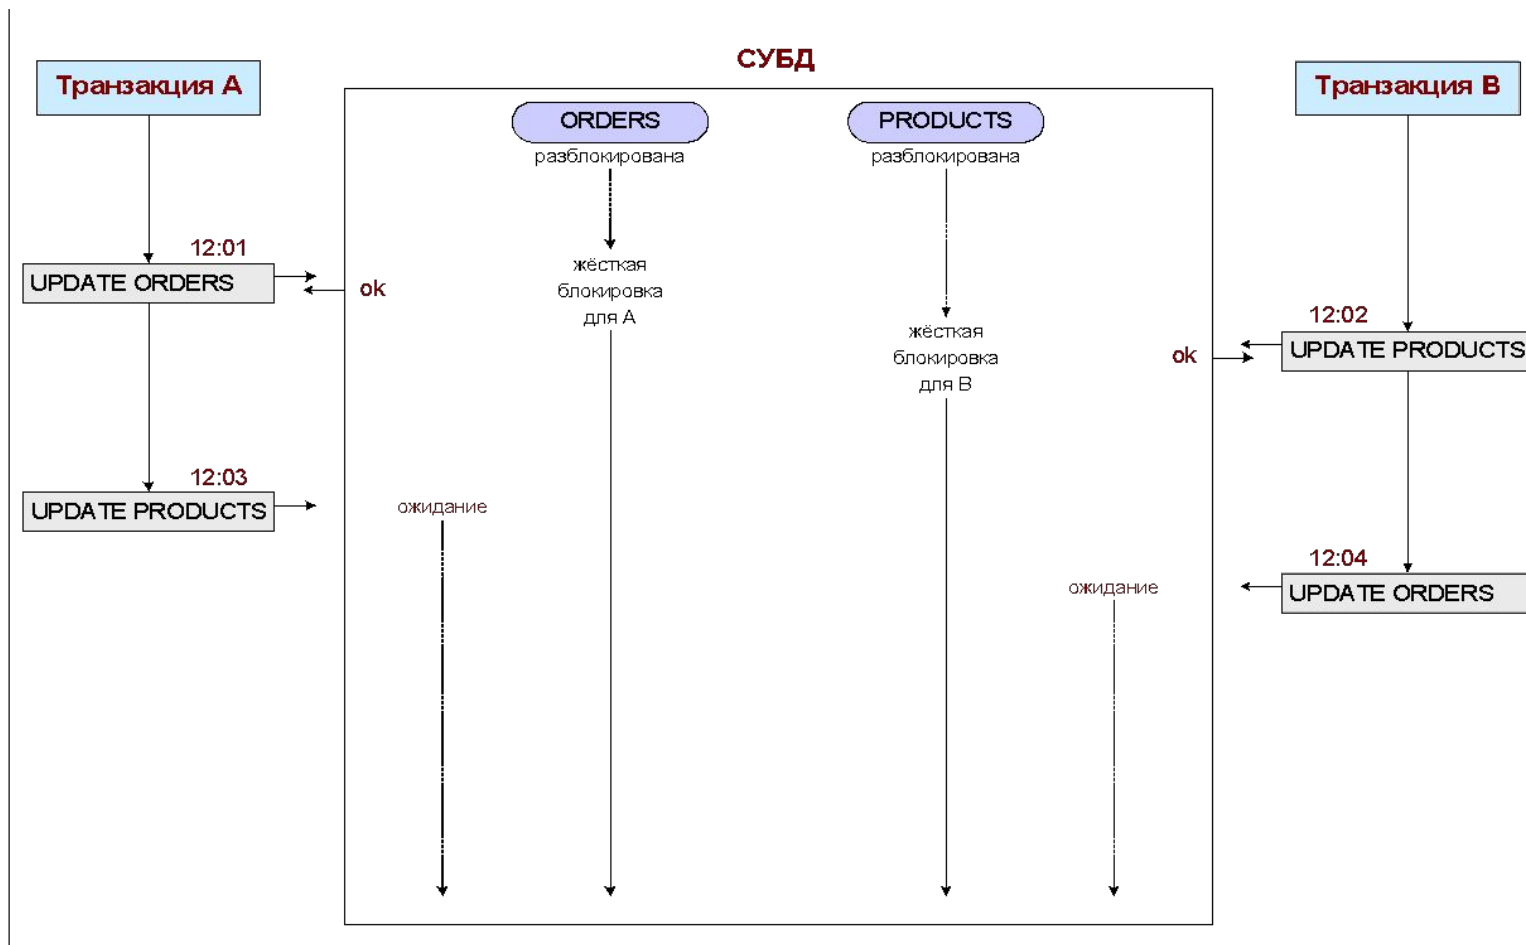 СУБД
Транзакция А
Транзакция В
ORDERS
PRODUCTS
разблокирована
разблокирована
12:01
UPDATE ORDERS
ok
жёсткая
блокировка
для А
12:02
UPDATE PRODUCTS
ok
жёсткая
блокировка
для В
12:03
UPDATE PRODUCTS
ожидание
12:04
UPDATE ORDERS
ожидание